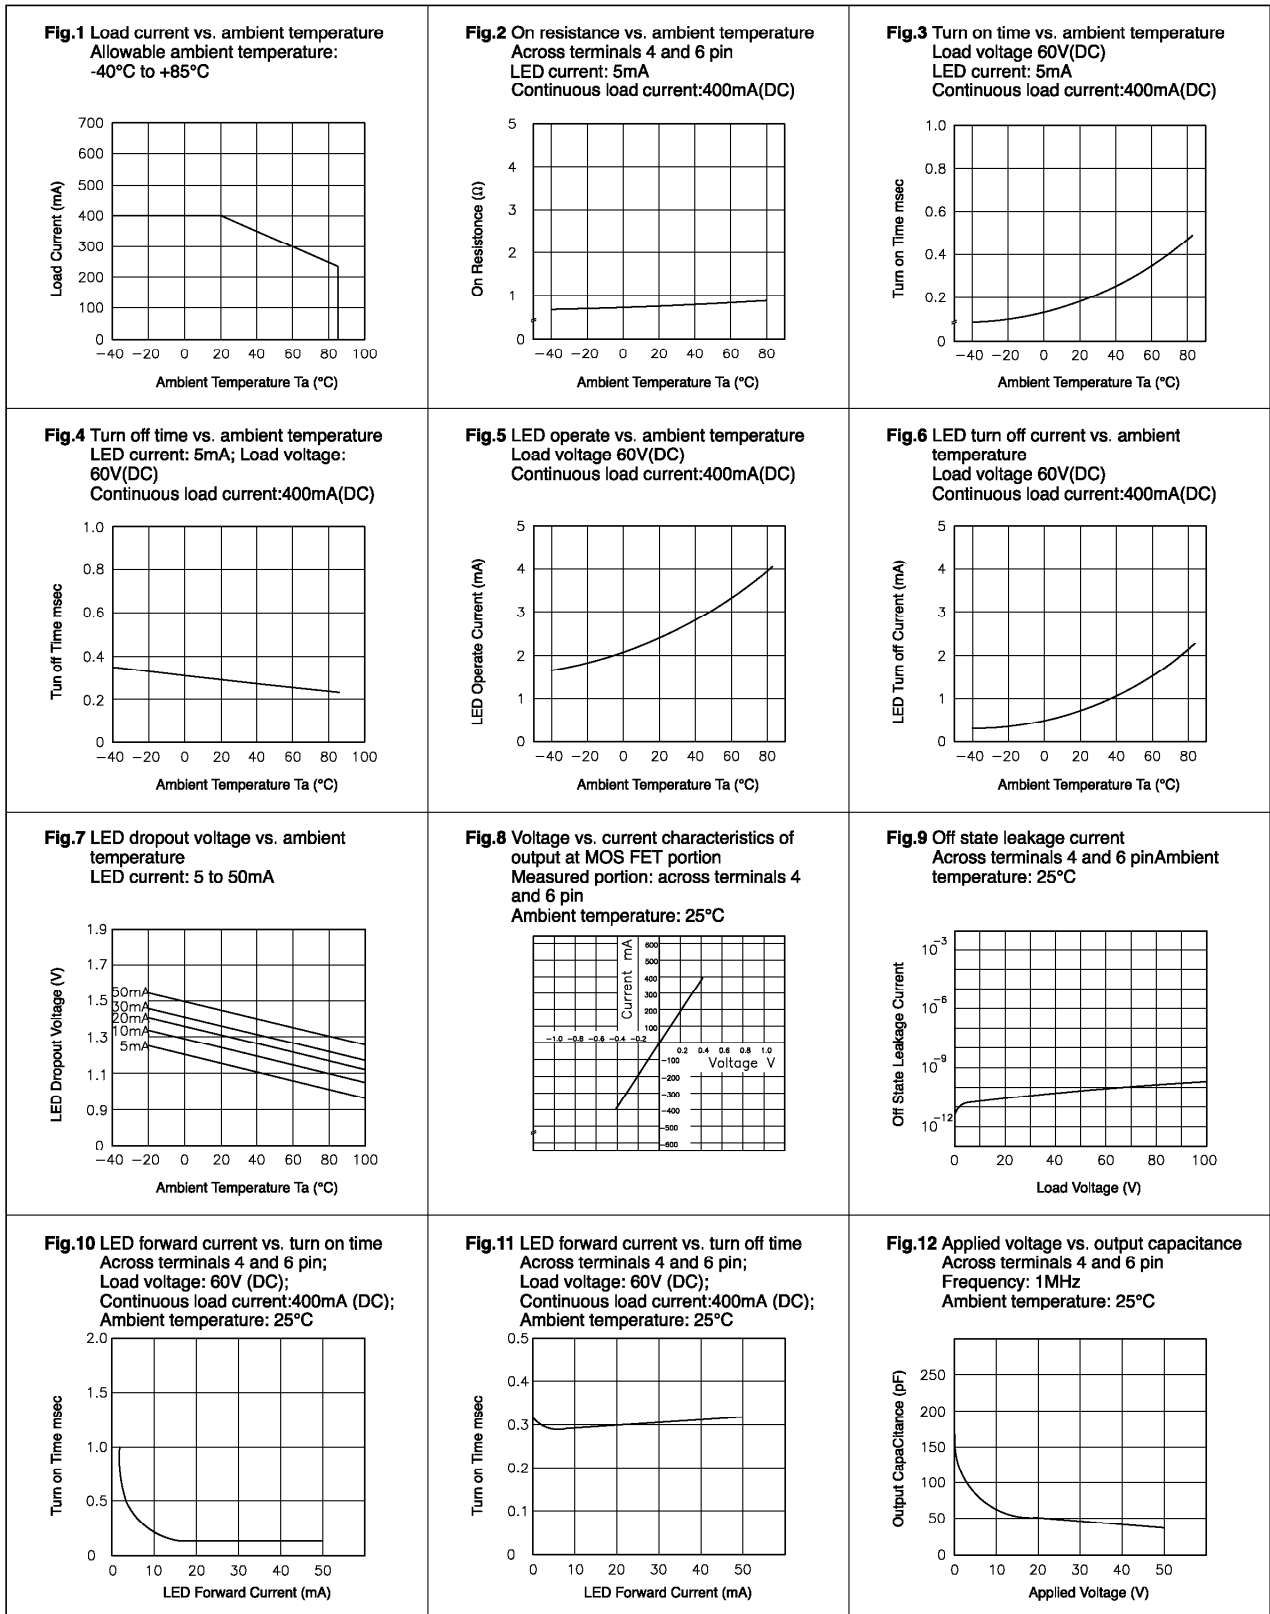 Fig.1 Load current vs. ambient temperature
Allowable ambient temperature:
-40°C to +85°C
700
600
500
400
300
200
100
0
Load Current (mA)
−40 −20 0 20 40 60 80 100
Ambient Temperature Ta (°C)
Fig.2 On resistance vs. ambient temperature
Across terminals 4 and 6 pin
LED current: 5mA
Continuous load current:400mA(DC)
5
4
3
2
1
0
On Resistance (Ω)
−40 −20 0 20 40 60 80
Ambient Temperature Ta (°C)
Fig.3 Turn on time vs. ambient temperature
Load voltage 60V(DC)
LED current: 5mA
Continuous load current:400mA(DC)
1.0
0.8
0.6
0.4
0.2
0
Turn on Time msec
−40 −20 0 20 40 60 80
Ambient Temperature Ta (°C)
Fig.4 Turn off time vs. ambient temperature
LED current: 5mA; Load voltage:
60V(DC)
Continuous load current:400mA(DC)
1.0
0.8
0.6
0.4
0.2
0
Tun off Time msec
−40 −20 0 20 40 60 80 100
Ambient Temperature Ta (°C)
Fig.5 LED operate vs. ambient temperature
Load voltage 60V(DC)
Continuous load current:400mA(DC)
5
4
3
2
1
0
LED Operate Current (mA)
−40 −20 0 20 40 60 80
Ambient Temperature Ta (°C)
Fig.6 LED turn off current vs. ambient
temperature
Load voltage 60V(DC)
Continuous load current:400mA(DC)
5
4
3
2
1
0
LED Turn off Current (mA)
−40 −20 0 20 40 60 80
Ambient Temperature Ta (°C)
Fig.7 LED dropout voltage vs. ambient
temperature
LED current: 5 to 50mA
1.9
1.7
1.5
1.3
1.1
0.9
0
LED Dropout Voltage (V)
50mA
30mA
20mA
10mA
5mA
−40 −20 0 20 40 60 80 100
Ambient Temperature Ta (°C)
Fig.8 Voltage vs. current characteristics of
output at MOS FET portion
Measured portion: across terminals 4
and 6 pin
Ambient temperature: 25°C
Current mA
600
500
400
300
200
100
−1.0 −0.8 −0.6 −0.4 −0.2
0.2 0.4 0.6 0.8 1.0
Voltage V
−100
−200
−300
−400
−500
−600
Fig.9 Off state leakage current
Across terminals 4 and 6 pinAmbient
temperature: 25°C
10⁻³
10⁻⁶
10⁻⁹
10⁻¹²
Off State Leakage Current
0 20 40 60 80 100
Load Voltage (V)
Fig.10 LED forward current vs. turn on time
Across terminals 4 and 6 pin;
Load voltage: 60V (DC);
Continuous load current:400mA (DC);
Ambient temperature: 25°C
2.0
1.5
1.0
0.5
0
Turn on Time msec
0 10 20 30 40 50
LED Forward Current (mA)
Fig.11 LED forward current vs. turn off time
Across terminals 4 and 6 pin;
Load voltage: 60V (DC);
Continuous load current:400mA (DC);
Ambient temperature: 25°C
0.5
0.4
0.3
0.2
0.1
0
Turn on Time msec
0 10 20 30 40 50
LED Forward Current (mA)
Fig.12 Applied voltage vs. output capacitance
Across terminals 4 and 6 pin
Frequency: 1MHz
Ambient temperature: 25°C
250
200
150
100
50
0
Output CapaCitance (pF)
0 10 20 30 40 50
Applied Voltage (V)